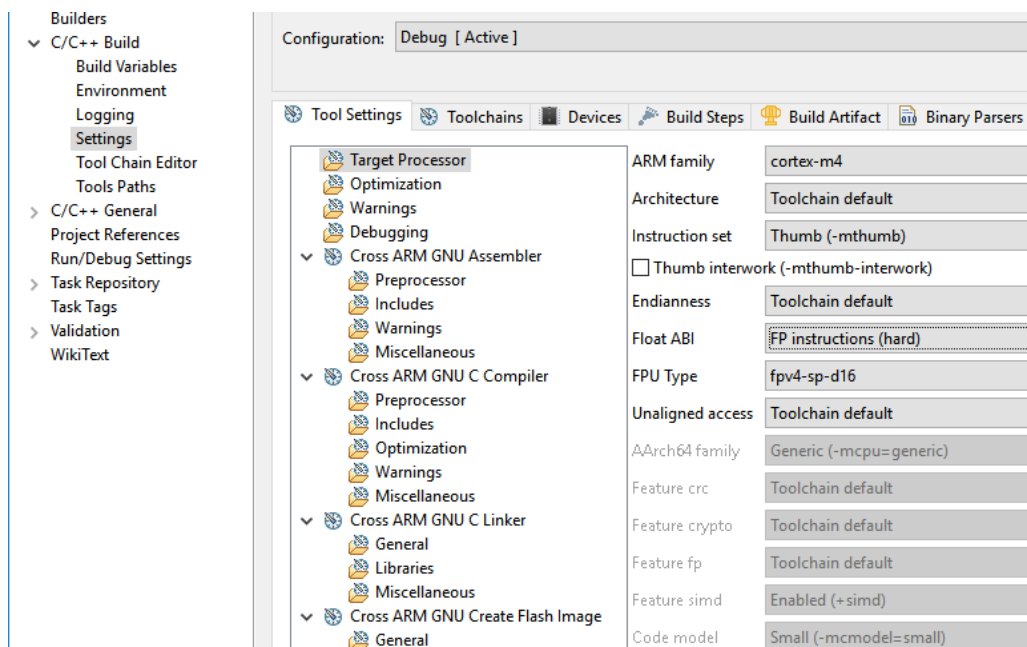 Builders
C/C++ Build
Build Variables
Environment
Logging
Settings
Tool Chain Editor
Tools Paths
C/C++ General
Project References
Run/Debug Settings
Task Repository
Task Tags
Validation
WikiText
Configuration: Debug [ Active ]
Tool Settings Toolchains Devices Build Steps Build Artifact Binary Parsers
Target Processor
Optimization
Warnings
Debugging
Cross ARM GNU Assembler
Preprocessor
Includes
Warnings
Miscellaneous
Cross ARM GNU C Compiler
Preprocessor
Includes
Optimization
Warnings
Miscellaneous
Cross ARM GNU C Linker
General
Libraries
Miscellaneous
Cross ARM GNU Create Flash Image
General
ARM family cortex-m4
Architecture Toolchain default
Instruction set Thumb (-mthumb)
Thumb interwork (-mthumb-interwork)
Endianness Toolchain default
Float ABI FP instructions (hard)
FPU Type fpv4-sp-d16
Unaligned access Toolchain default
AArch64 family Generic (-mcpu=generic)
Feature crc Toolchain default
Feature crypto Toolchain default
Feature fp Toolchain default
Feature simd Enabled (+simd)
Code model Small (-mcmodel=small)